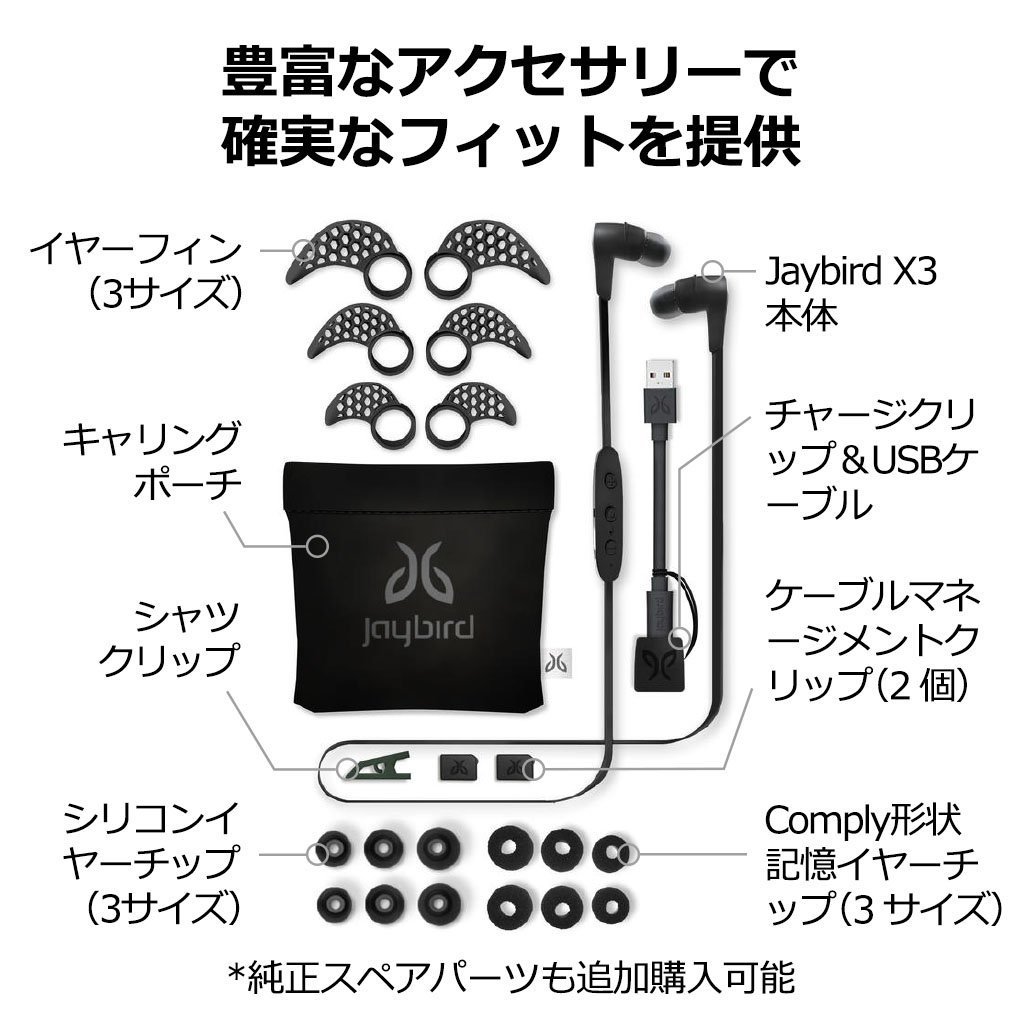 豊富なアクセサリーで
確実なフィットを提供
イヤーフィン
（3サイズ）
Jaybird X3
本体
キャリング
ポーチ
チャージクリ
ップ＆USBケ
ーブル
jaybird
jaybird
シャツ
クリップ
ケーブルマネ
ージメントク
リップ（2 個）
シリコンイ
ヤーチップ
（3サイズ）
Comply形状
記憶イヤーチ
ップ（3 サイズ）
*純正スペアパーツも追加購入可能